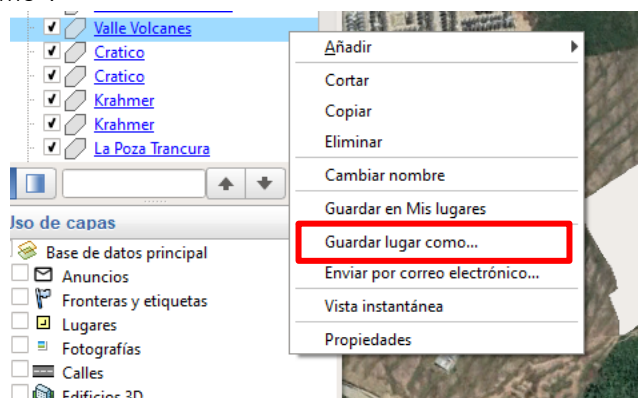 Valle Volcanes
Cratico
Cratico
Krahmer
Krahmer
La Poza Trancura
Uso de capas
Base de datos principal
Anuncios
Fronteras y etiquetas
Lugares
Fotografías
Calles
Edificios 3D
Añadir
Cortar
Copiar
Eliminar
Cambiar nombre
Guardar en Mis lugares
Guardar lugar como...
Enviar por correo electrónico...
Vista instantánea
Propiedades